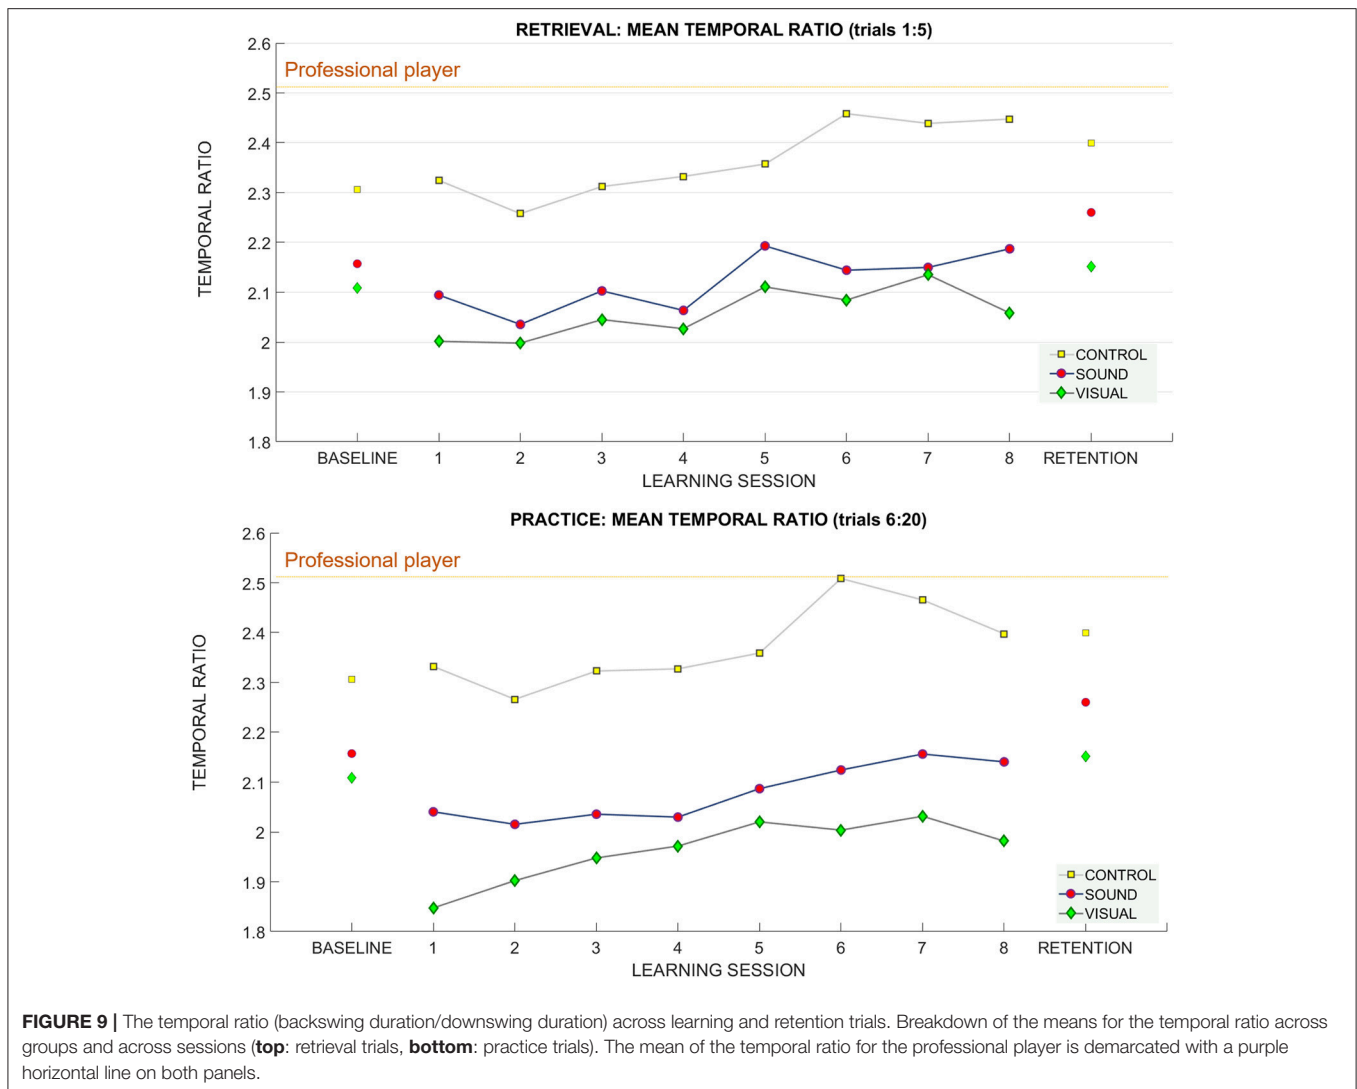 RETRIEVAL: MEAN TEMPORAL RATIO (trials 1:5)
2.6
Professional player
2.5
2.4
2.3
2.2
2.1
2
1.9
1.8
TEMPORAL RATIO
CONTROL
SOUND
VISUAL
BASELINE 1 2 3 4 5 6 7 8 RETENTION
LEARNING SESSION
PRACTICE: MEAN TEMPORAL RATIO (trials 6:20)
2.6
Professional player
2.5
2.4
2.3
2.2
2.1
2
1.9
1.8
TEMPORAL RATIO
CONTROL
SOUND
VISUAL
BASELINE 1 2 3 4 5 6 7 8 RETENTION
LEARNING SESSION
FIGURE 9 | The temporal ratio (backswing duration/downswing duration) across learning and retention trials. Breakdown of the means for the temporal ratio across
groups and across sessions (top: retrieval trials, bottom: practice trials). The mean of the temporal ratio for the professional player is demarcated with a purple
horizontal line on both panels.